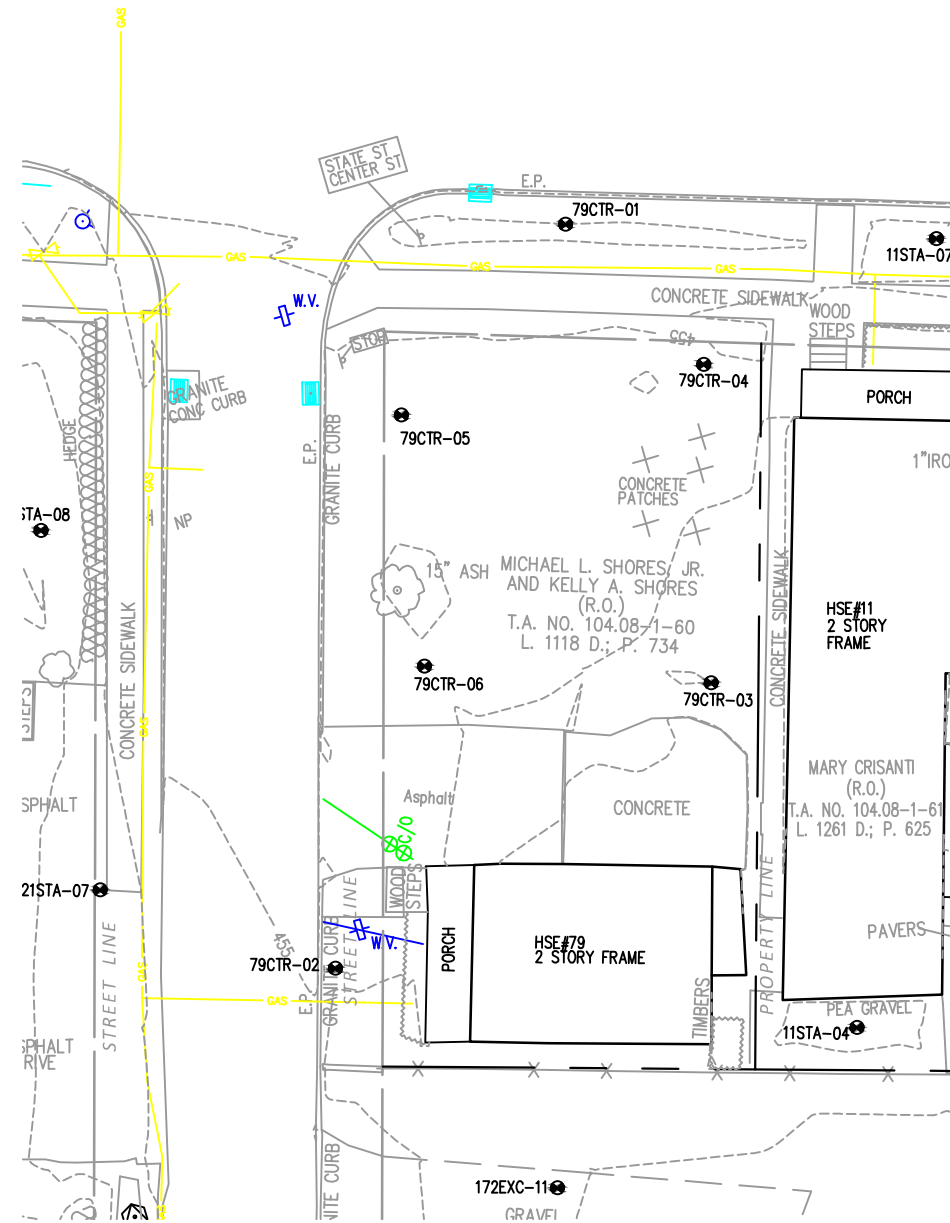 GAS
STATE ST
CENTER ST
E.P.
79CTR-01
11STA-07
GAS
GAS
GAS
W.V.
CONCRETE SIDEWALK
WOOD
STEPS
STOP
455
79CTR-04
PORCH
GRANITE
CONC CURB
HEDGE
E.P.
GRANITE CURB
79CTR-05
1"IRO
CONCRETE
PATCHES
GAS
STA-08
NP
15" ASH
MICHAEL L. SHORES, JR.
AND KELLY A. SHORES
(R.O.)
T.A. NO. 104.08-1-60
L. 1118 D.; P. 734
CONCRETE SIDEWALK
HSE#11
2 STORY
FRAME
CONCRETE SIDEWALK
79CTR-06
79CTR-03
STEPS
GAS
MARY CRISANTI
(R.O.)
T.A. NO. 104.08-1-61
L. 1261 D.; P. 625
SPHALT
Asphalt
CONCRETE
C/O
WOOD
STEPS
21STA-07
STREET LINE
STREET LINE
PROPERTY LINE
PAVERS
455
W.V.
PORCH
HSE#79
2 STORY FRAME
79CTR-02
GRANITE CURB
E.P.
GAS
GAS
TIMBERS
PEA GRAVEL
11STA-04
SPHALT
RIVE
NITE CURB
172EXC-11
GRAVEL
GAS